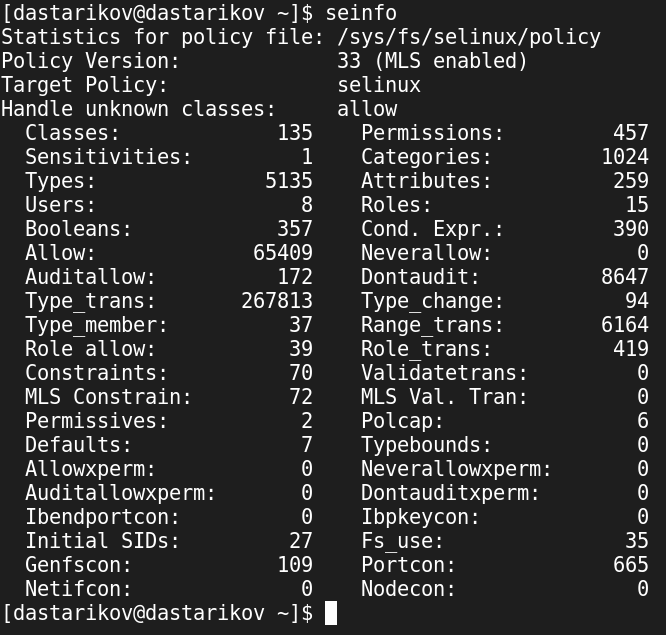 [dastarikov@dastarikov ~]$ seinfo
Statistics for policy file: /sys/fs/selinux/policy
Policy Version:             33 (MLS enabled)
Target Policy:              selinux
Handle unknown classes:     allow
  Classes:             135    Permissions:         457
  Sensitivities:         1    Categories:         1024
  Types:              5135    Attributes:          259
  Users:                 8    Roles:                15
  Booleans:            357    Cond. Expr.:         390
  Allow:             65409    Neverallow:            0
  Auditallow:          172    Dontaudit:          8647
  Type_trans:       267813    Type_change:          94
  Type_member:          37    Range_trans:        6164
  Role allow:           39    Role_trans:          419
  Constraints:          70    Validatetrans:         0
  MLS Constrain:        72    MLS Val. Tran:         0
  Permissives:           2    Polcap:                6
  Defaults:              7    Typebounds:            0
  Allowxperm:            0    Neverallowxperm:       0
  Auditallowxperm:       0    Dontauditxperm:        0
  Ibendportcon:          0    Ibpkeycon:             0
  Initial SIDs:         27    Fs_use:               35
  Genfscon:            109    Portcon:             665
  Netifcon:              0    Nodecon:               0
[dastarikov@dastarikov ~]$